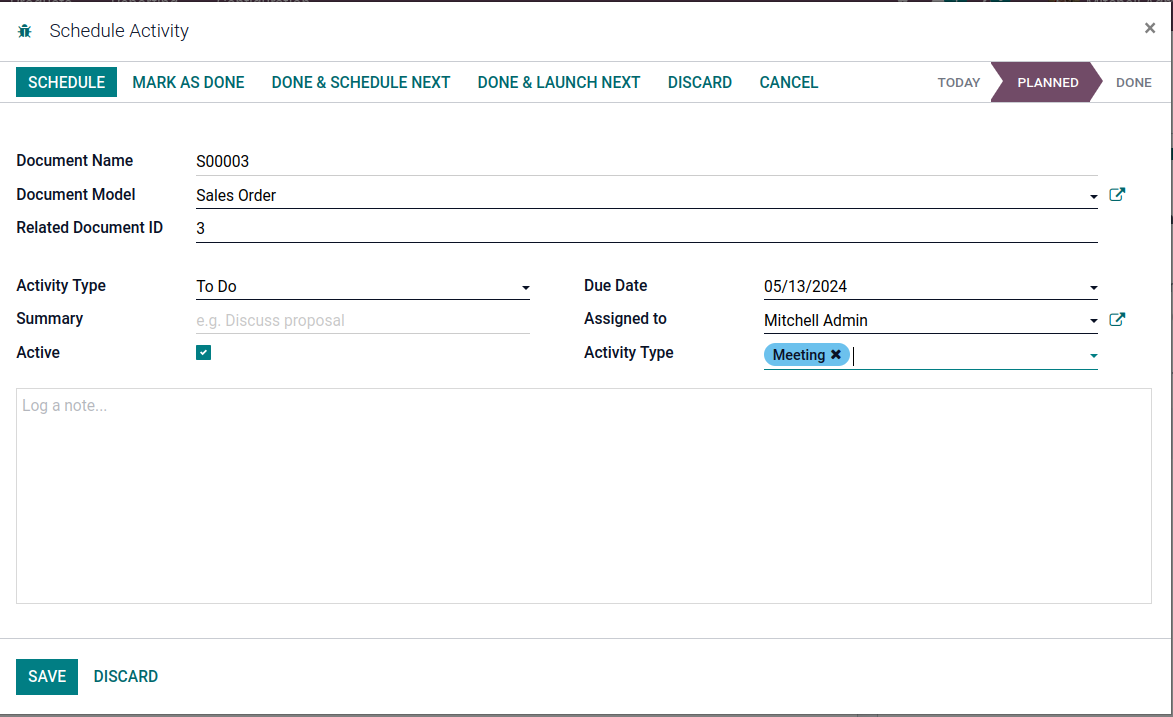 Schedule Activity
SCHEDULE MARK AS DONE DONE & SCHEDULE NEXT DONE & LAUNCH NEXT DISCARD CANCEL TODAY PLANNED DONE
Document Name S00003
Document Model Sales Order
Related Document ID 3
Activity Type To Do Due Date 05/13/2024
Summary e.g. Discuss proposal Assigned to Mitchell Admin
Active Activity Type Meeting
Log a note...
SAVE DISCARD